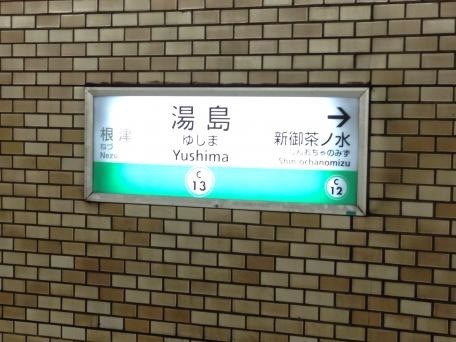 湯島
ゆしま
Yushima
C
13
根津
ねづ
Nezu
→
新御茶ノ水
しんおちゃのみず
Shin-ochanomizu
C
12